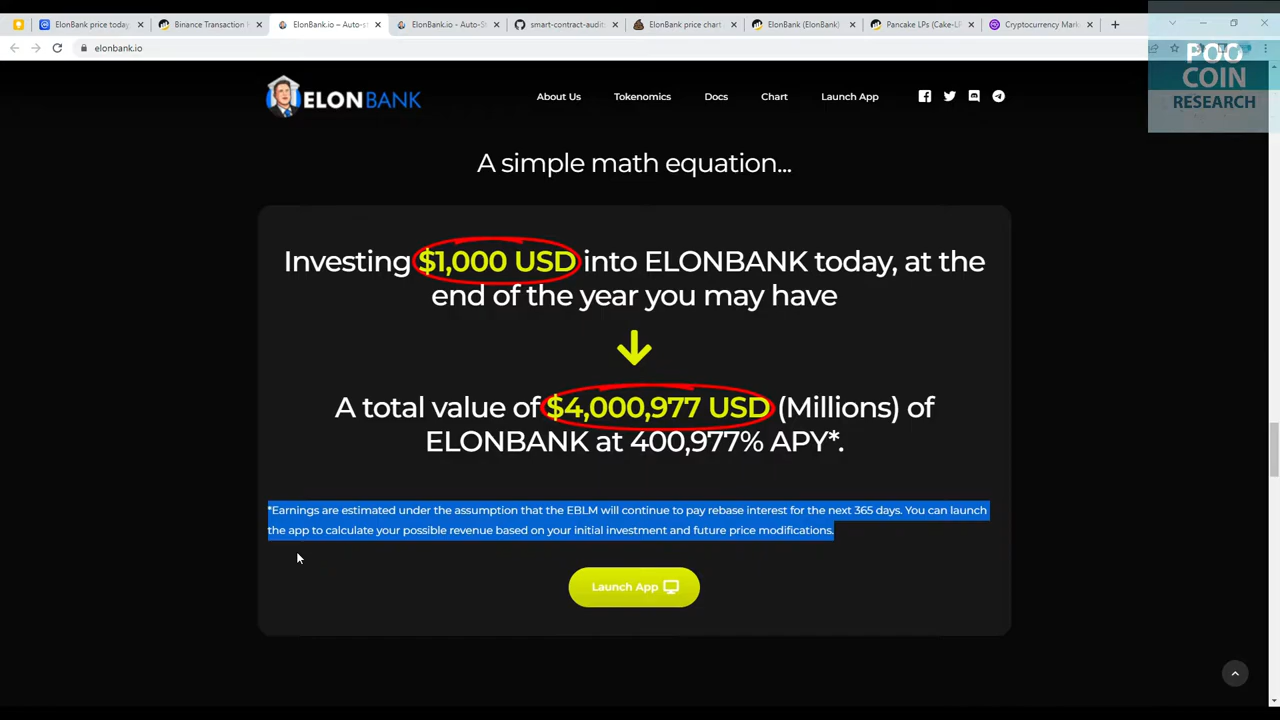 ElonBank price today,
Binance Transaction H
ElonBank.io – Auto-st
ElonBank.io - Auto-St
smart-contract-audit
ElonBank price chart
ElonBank (ElonBank)
Pancake LPs (Cake-LP
Cryptocurrency Mark
elonbank.io
POO
COIN
RESEARCH
ELONBANK
About Us
Tokenomics
Docs
Chart
Launch App
A simple math equation...
Investing $1,000 USD into ELONBANK today, at the
end of the year you may have
A total value of $4,000,977 USD (Millions) of
ELONBANK at 400,977% APY*.
*Earnings are estimated under the assumption that the EBLM will continue to pay rebase interest for the next 365 days. You can launch
the app to calculate your possible revenue based on your initial investment and future price modifications.
Launch App